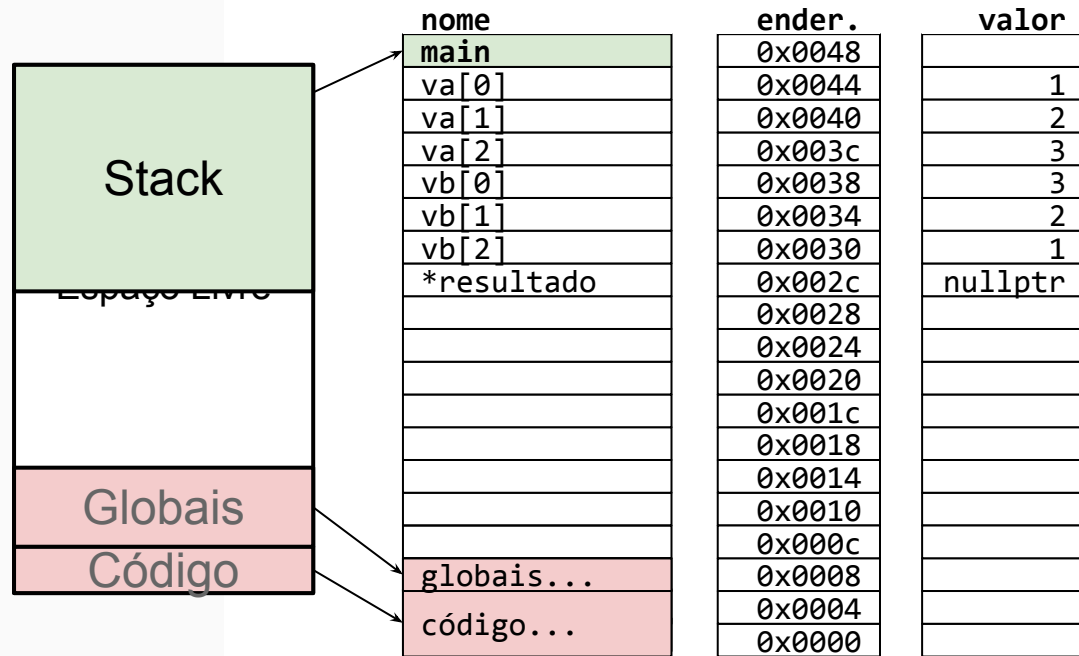 nome ender. valor
main 0x0048
va[0] 0x0044 1
va[1] 0x0040 2
va[2] 0x003c 3
vb[0] 0x0038 3
vb[1] 0x0034 2
vb[2] 0x0030 1
*resultado 0x002c nullptr
0x0028
0x0024
0x0020
0x001c
0x0018
0x0014
0x0010
0x000c
globais... 0x0008
código... 0x0004
0x0000
Stack
Espaço Livre
Globais
Código